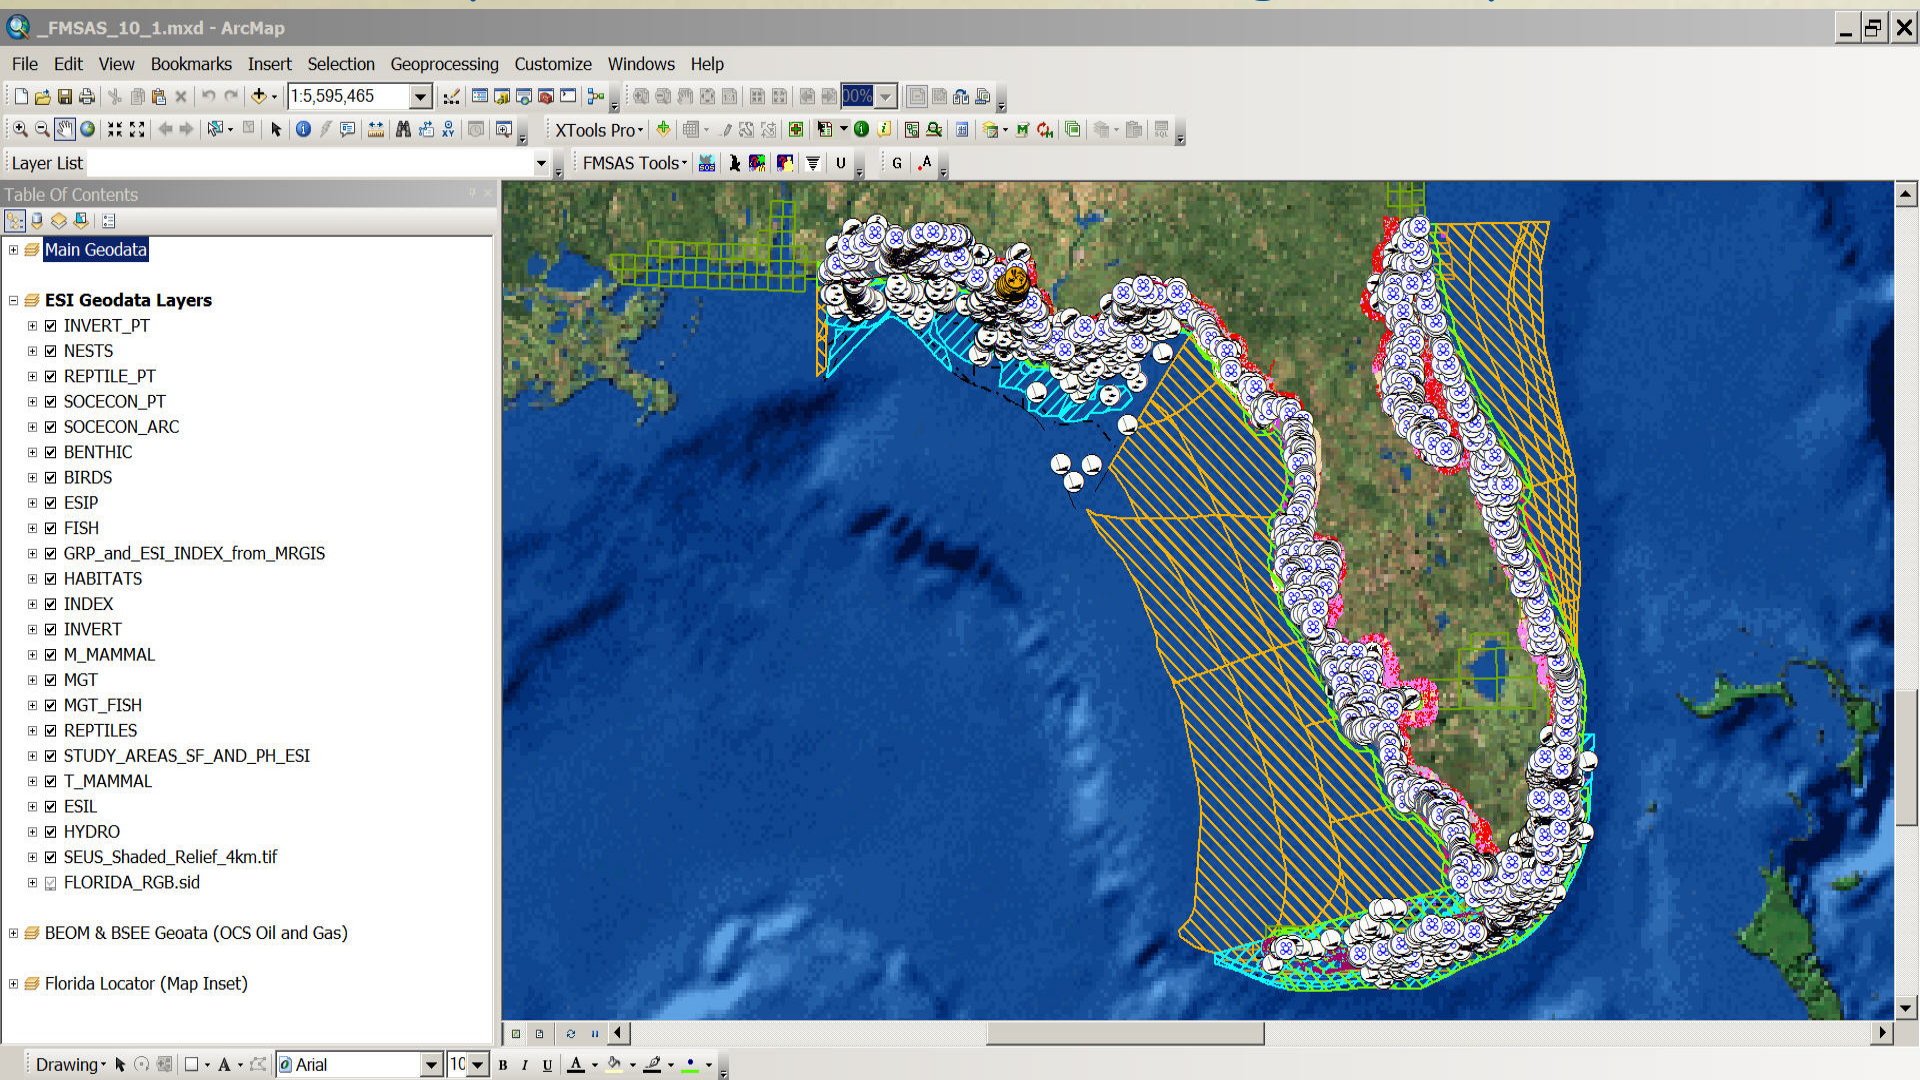 _FMSAS_10_1.mxd - ArcMap
File Edit View Bookmarks Insert Selection Geoprocessing Customize Windows Help
1:5,595,465
00%
XTools Pro
SQL
Layer List
FMSAS Tools
SOS
U
G
.A
Table Of Contents
Main Geodata
ESI Geodata Layers
INVERT_PT
NESTS
REPTILE_PT
SOCECON_PT
SOCECON_ARC
BENTHIC
BIRDS
ESIP
FISH
GRP_and_ESI_INDEX_from_MRGIS
HABITATS
INDEX
INVERT
M_MAMMAL
MGT
MGT_FISH
REPTILES
STUDY_AREAS_SF_AND_PH_ESI
T_MAMMAL
ESIL
HYDRO
SEUS_Shaded_Relief_4km.tif
FLORIDA_RGB.sid
BEOM & BSEE Geoata (OCS Oil and Gas)
Florida Locator (Map Inset)
Drawing
A
Arial
10
B I U A